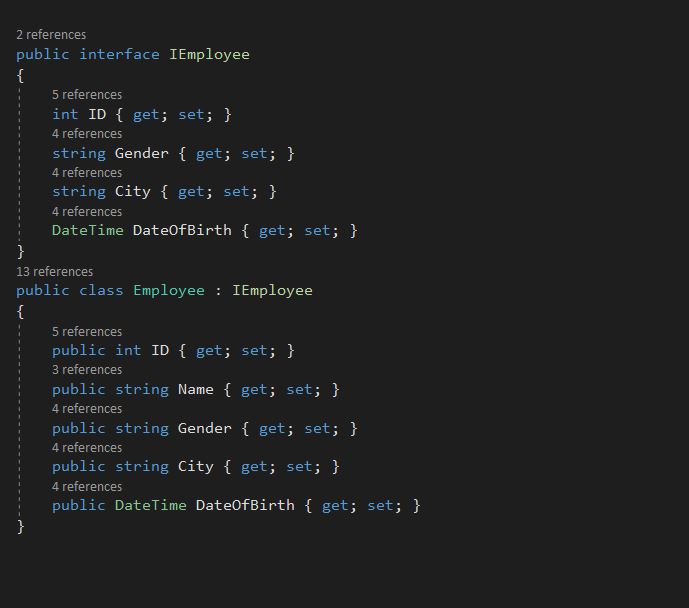 2 references
public interface IEmployee
{
5 references
int ID { get; set; }
4 references
string Gender { get; set; }
4 references
string City { get; set; }
4 references
DateTime DateOfBirth { get; set; }
}
13 references
public class Employee : IEmployee
{
5 references
public int ID { get; set; }
3 references
public string Name { get; set; }
4 references
public string Gender { get; set; }
4 references
public string City { get; set; }
4 references
public DateTime DateOfBirth { get; set; }
}